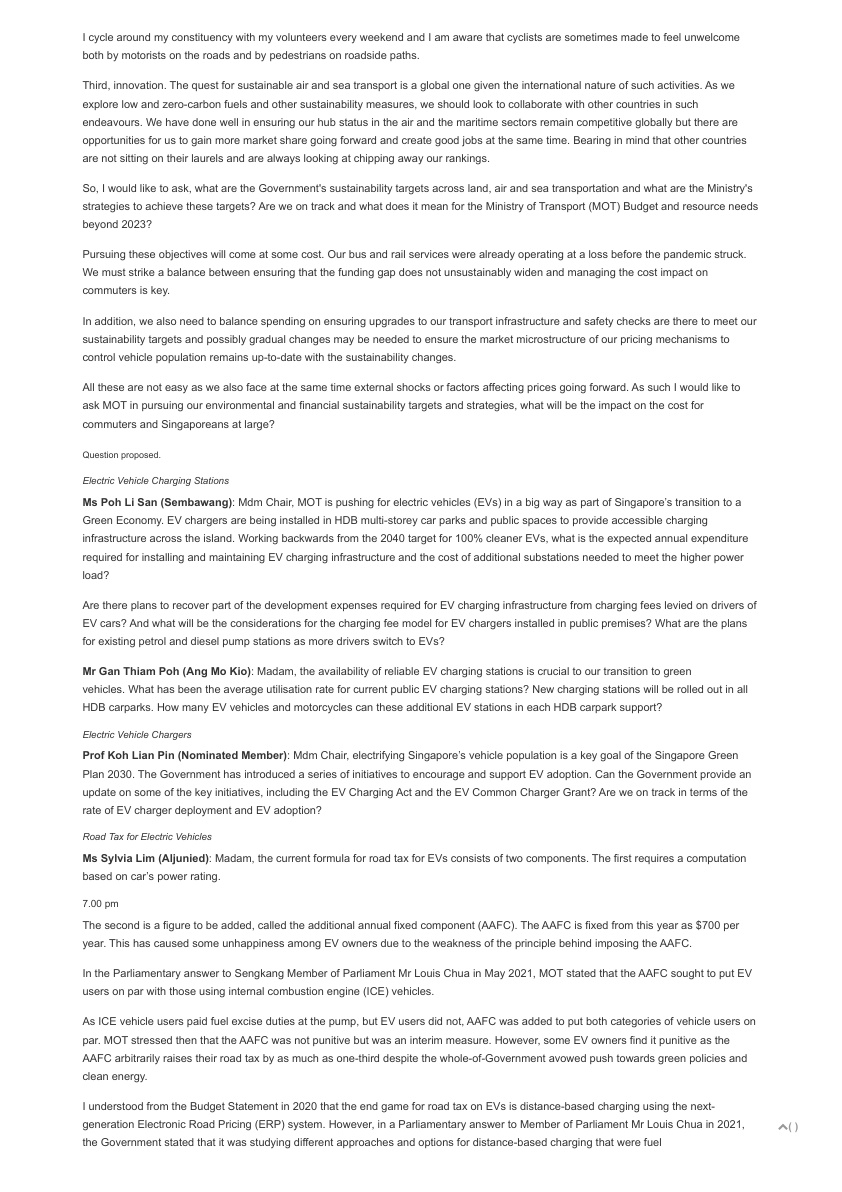 I cycle around my constituency with my volunteers every weekend and I am aware that cyclists are sometimes made to feel unwelcome
both by motorists on the roads and by pedestrians on roadside paths.
Third, innovation. The quest for sustainable air and sea transport is a global one given the international nature of such activities. As we
explore low and zero-carbon fuels and other sustainability measures, we should look to collaborate with other countries in such
endeavours. We have done well in ensuring our hub status in the air and the maritime sectors remain competitive globally but there are
opportunities for us to gain more market share going forward and create good jobs at the same time. Bearing in mind that other countries
are not sitting on their laurels and are always looking at chipping away our rankings.
So, I would like to ask, what are the Government's sustainability targets across land, air and sea transportation and what are the Ministry's
strategies to achieve these targets? Are we on track and what does it mean for the Ministry of Transport (MOT) Budget and resource needs
beyond 2023?
Pursuing these objectives will come at some cost. Our bus and rail services were already operating at a loss before the pandemic struck.
We must strike a balance between ensuring that the funding gap does not unsustainably widen and managing the cost impact on
commuters is key.
In addition, we also need to balance spending on ensuring upgrades to our transport infrastructure and safety checks are there to meet our
sustainability targets and possibly gradual changes may be needed to ensure the market microstructure of our pricing mechanisms to
control vehicle population remains up-to-date with the sustainability changes.
All these are not easy as we also face at the same time external shocks or factors affecting prices going forward. As such I would like to
ask MOT in pursuing our environmental and financial sustainability targets and strategies, what will be the impact on the cost for
commuters and Singaporeans at large?
Question proposed.
Electric Vehicle Charging Stations
Ms Poh Li San (Sembawang): Mdm Chair, MOT is pushing for electric vehicles (EVs) in a big way as part of Singapore's transition to a
Green Economy. EV chargers are being installed in HDB multi-storey car parks and public spaces to provide accessible charging
infrastructure across the island. Working backwards from the 2040 target for 100% cleaner EVs, what is the expected annual expenditure
required for installing and maintaining EV charging infrastructure and the cost of additional substations needed to meet the higher power
load?
Are there plans to recover part of the development expenses required for EV charging infrastructure from charging fees levied on drivers of
EV cars? And what will be the considerations for the charging fee model for EV chargers installed in public premises? What are the plans
for existing petrol and diesel pump stations as more drivers switch to EVs?
Mr Gan Thiam Poh (Ang Mo Kio): Madam, the availability of reliable EV charging stations is crucial to our transition to green
vehicles. What has been the average utilisation rate for current public EV charging stations? New charging stations will be rolled out in all
HDB carparks. How many EV vehicles and motorcycles can these additional EV stations in each HDB carpark support?
Electric Vehicle Chargers
Prof Koh Lian Pin (Nominated Member): Mdm Chair, electrifying Singapore's vehicle population is a key goal of the Singapore Green
Plan 2030. The Government has introduced a series of initiatives to encourage and support EV adoption. Can the Government provide an
update on some of the key initiatives, including the EV Charging Act and the EV Common Charger Grant? Are we on track in terms of the
rate of EV charger deployment and EV adoption?
Road Tax for Electric Vehicles
Ms Sylvia Lim (Aljunied): Madam, the current formula for road tax for EVs consists of two components. The first requires a computation
based on car's power rating.
7.00 pm
The second is a figure to be added, called the additional annual fixed component (AAFC). The AAFC is fixed from this year as $700 per
year. This has caused some unhappiness among EV owners due to the weakness of the principle behind imposing the AAFC.
In the Parliamentary answer to Sengkang Member of Parliament Mr Louis Chua in May 2021, MOT stated that the AAFC sought to put EV
users on par with those using internal combustion engine (ICE) vehicles.
As ICE vehicle users paid fuel excise duties at the pump, but EV users did not, AAFC was added to put both categories of vehicle users on
par. MOT stressed then that the AAFC was not punitive but was an interim measure. However, some EV owners find it punitive as the
AAFC arbitrarily raises their road tax by as much as one-third despite the whole-of-Government avowed push towards green policies and
clean energy.
I understood from the Budget Statement in 2020 that the end game for road tax on EVs is distance-based charging using the next-
generation Electronic Road Pricing (ERP) system. However, in a Parliamentary answer to Member of Parliament Mr Louis Chua in 2021,
the Government stated that it was studying different approaches and options for distance-based charging that were fuel
( )